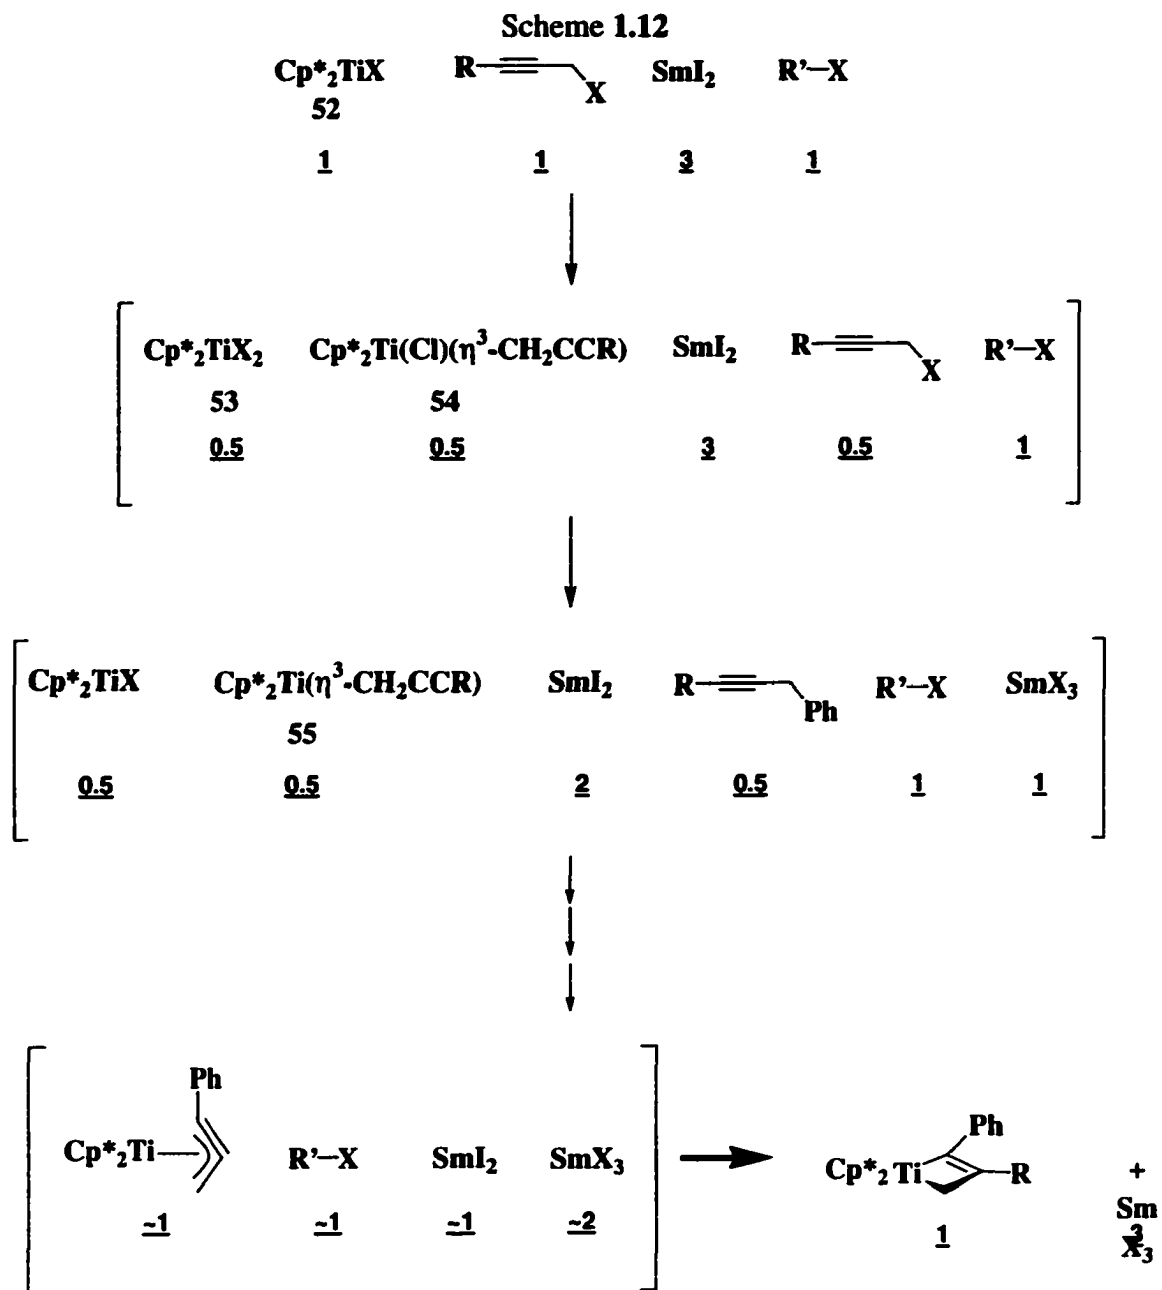 Scheme 1.12
Cp*₂TiX R X SmI₂ R'–X
52
1 1 3 1
Cp*₂TiX₂ Cp*₂Ti(Cl)(η³-CH₂CCR) SmI₂ R X R'–X
53 54
0.5 0.5 3 0.5 1
Cp*₂TiX Cp*₂Ti(η³-CH₂CCR) SmI₂ R Ph R'–X SmX₃
55
0.5 0.5 2 0.5 1 1
Ph
Cp*₂Ti R'–X SmI₂ SmX₃
~1 ~1 ~1 ~2
Ph
Cp*₂Ti R +
Sm
1 3
X₃